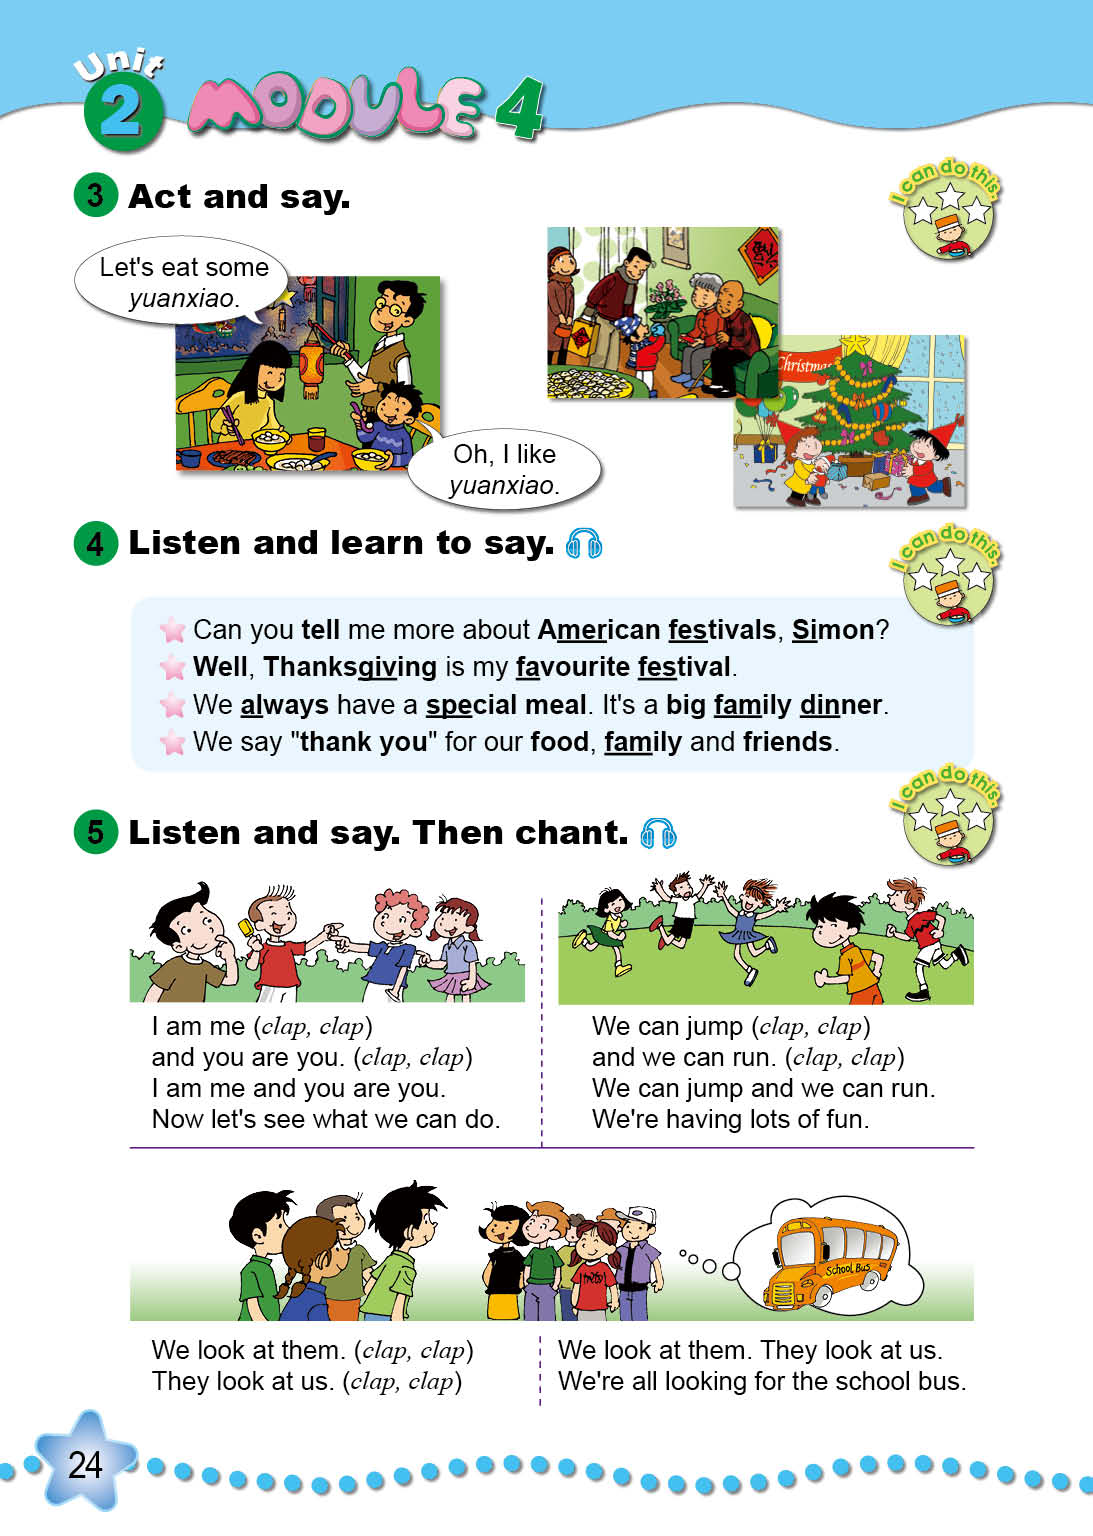 Unit
2 MODULE 4
3 Act and say.
I can do this.
Let's eat some
yuanxiao.
Oh, I like
yuanxiao.
福
Christmas
4 Listen and learn to say.
I can do this.
Can you tell me more about American festivals, Simon?
Well, Thanksgiving is my favourite festival.
We always have a special meal. It's a big family dinner.
We say "thank you" for our food, family and friends.
5 Listen and say. Then chant.
I can do this.
I am me (clap, clap)
and you are you. (clap, clap)
I am me and you are you.
Now let's see what we can do.
We can jump (clap, clap)
and we can run. (clap, clap)
We can jump and we can run.
We're having lots of fun.
School Bus
We look at them. (clap, clap)
They look at us. (clap, clap)
We look at them. They look at us.
We're all looking for the school bus.
24